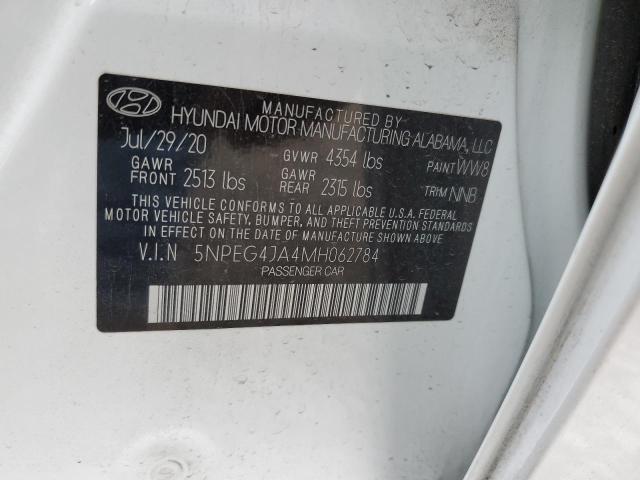 MANUFACTURED BY
HYUNDAI MOTOR MANUFACTURING ALABAMA, LLC
Jul/29/20 GVWR 4354 lbs PAINT WW8
GAWR FRONT 2513 lbs GAWR REAR 2315 lbs TRIM NNB
THIS VEHICLE CONFORMS TO ALL APPLICABLE U.S.A. FEDERAL
MOTOR VEHICLE SAFETY, BUMPER, AND THEFT PREVENTION STANDARDS IN
EFFECT ON THE DATE OF MANUFACTURE SHOWN ABOVE.
V.I.N 5NPEG4JA4MH062784
PASSENGER CAR